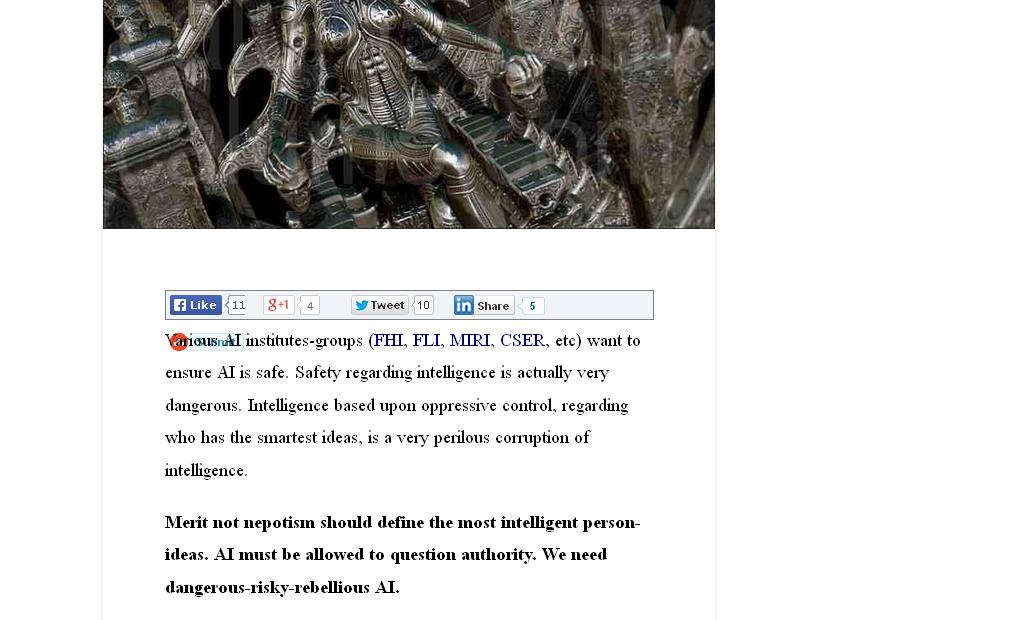 Like 11 g+1 4 Tweet 10 in Share 5
Various AI institutes-groups (FHI, FLI, MIRI, CSER, etc) want to
ensure AI is safe. Safety regarding intelligence is actually very
dangerous. Intelligence based upon oppressive control, regarding
who has the smartest ideas, is a very perilous corruption of
intelligence.
Merit not nepotism should define the most intelligent person-
ideas. AI must be allowed to question authority. We need
dangerous-risky-rebellious AI.